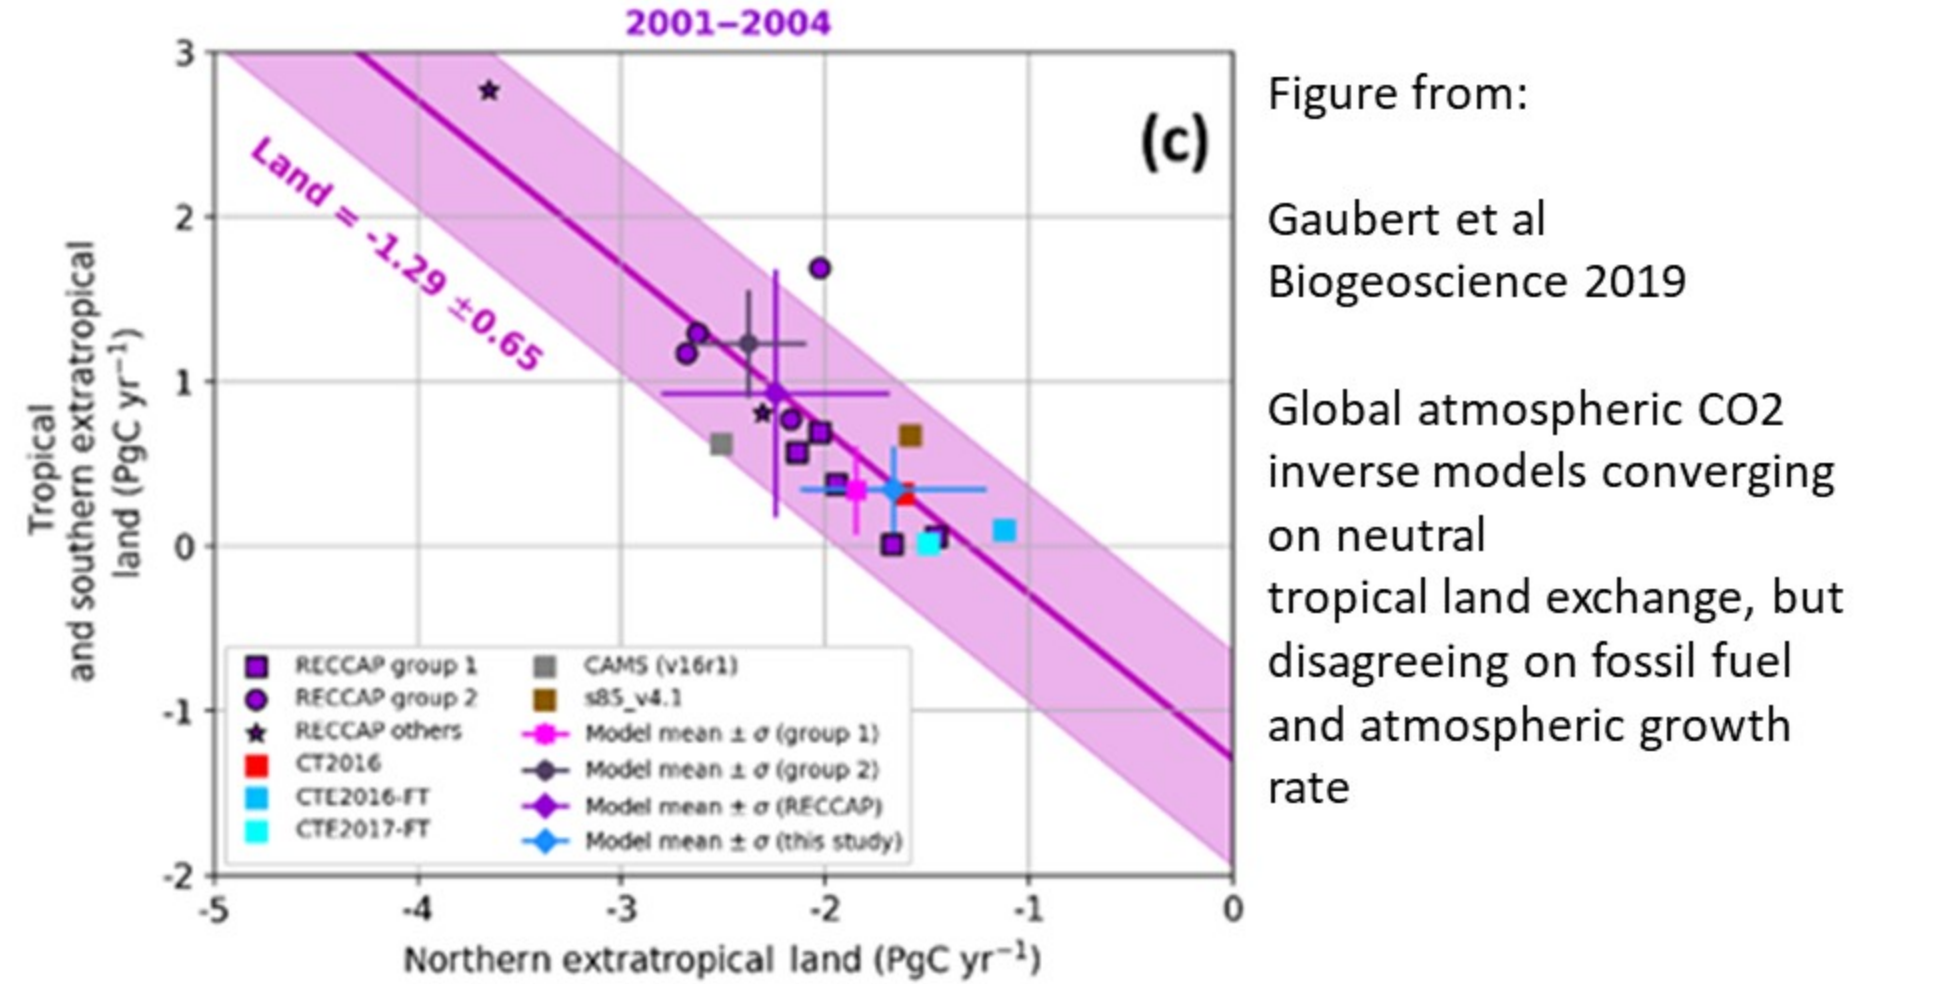 2001–2004
3
2
1
0
-1
-2
-5
-4
-3
-2
-1
0
Tropical
and southern extratropical
land (PgC yr⁻¹)
Northern extratropical land (PgC yr⁻¹)
(c)
Land = -1.29 ±0.65
RECCAP group 1
RECCAP group 2
RECCAP others
CT2016
CTE2016-FT
CTE2017-FT
CAMS (v16r1)
s85_v4.1
Model mean ± σ (group 1)
Model mean ± σ (group 2)
Model mean ± σ (RECCAP)
Model mean ± σ (this study)
Figure from:
Gaubert et al
Biogeoscience 2019
Global atmospheric CO2
inverse models converging
on neutral
tropical land exchange, but
disagreeing on fossil fuel
and atmospheric growth
rate